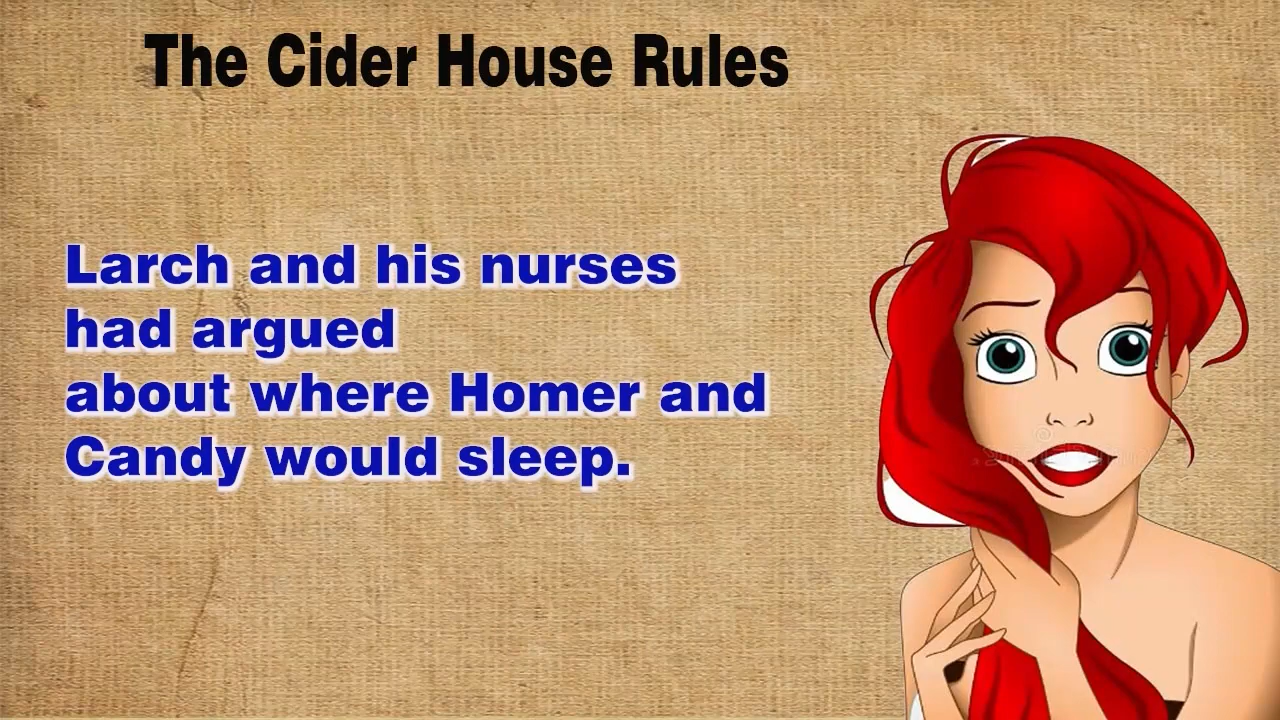 The Cider House Rules
Larch and his nurses
had argued
about where Homer and
Candy would sleep.